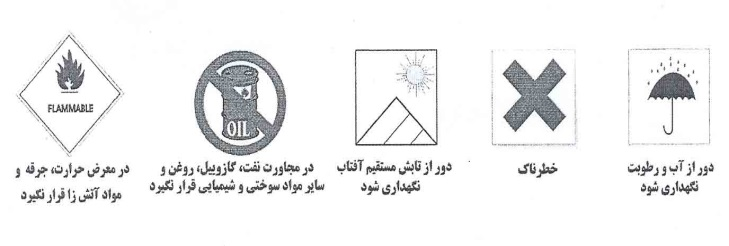 FLAMMABLE
OIL
دور از آب و رطوبت
نگهداری شود
خطرناک
دور از تابش مستقیم آفتاب
نگهداری شود
در مجاورت نفت، گازوییل، روغن و
سایر مواد سوختی و شیمیایی قرار نگیرد
در معرض حرارت، جرقه و
مواد آتش زا قرار نگیرد